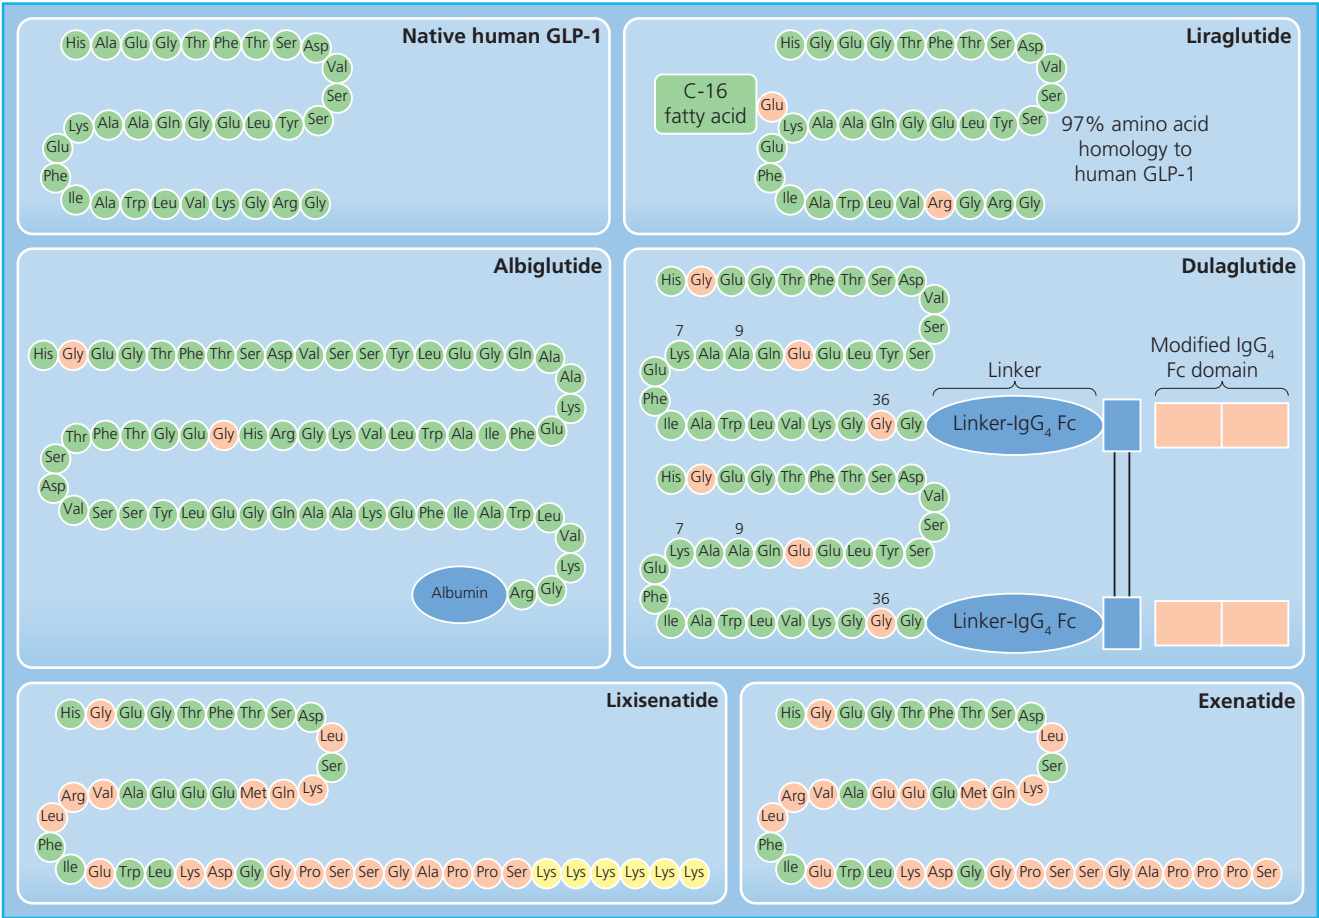 Native human GLP-1
His Ala Glu Gly Thr Phe Thr Ser Asp
Val
Ser
Lys Ala Ala Gln Gly Glu Leu Tyr Ser
Glu
Phe
Ile Ala Trp Leu Val Lys Gly Arg Gly
Liraglutide
His Gly Glu Gly Thr Phe Thr Ser Asp
Val
Ser
C-16
fatty acid
Glu
Lys Ala Ala Gln Gly Glu Leu Tyr Ser
Glu
Phe
Ile Ala Trp Leu Val Arg Gly Arg Gly
97% amino acid
homology to
human GLP-1
Albiglutide
His Gly Glu Gly Thr Phe Thr Ser Asp Val Ser Ser Tyr Leu Glu Gly Gln Ala
Ala
Lys
Thr Phe Thr Gly Glu Gly His Arg Gly Lys Val Leu Trp Ala Ile Phe Glu
Ser
Asp
Val Ser Ser Tyr Leu Glu Gly Gln Ala Ala Lys Glu Phe Ile Ala Trp Leu
Val
Lys
Albumin Arg Gly
Dulaglutide
His Gly Glu Gly Thr Phe Thr Ser Asp
Val
Ser
7 9
Lys Ala Ala Gln Glu Glu Leu Tyr Ser
Glu
Phe
36
Ile Ala Trp Leu Val Lys Gly Gly Gly
Linker
Linker-IgG₄ Fc
Modified IgG₄
Fc domain
His Gly Glu Gly Thr Phe Thr Ser Asp
Val
Ser
7 9
Lys Ala Ala Gln Glu Glu Leu Tyr Ser
Glu
Phe
36
Ile Ala Trp Leu Val Lys Gly Gly Gly
Linker-IgG₄ Fc
Lixisenatide
His Gly Glu Gly Thr Phe Thr Ser Asp
Leu
Ser
Arg Val Ala Glu Glu Glu Met Gln Lys
Leu
Phe
Ile Glu Trp Leu Lys Asp Gly Gly Pro Ser Ser Gly Ala Pro Pro Ser Lys Lys Lys Lys Lys Lys
Exenatide
His Gly Glu Gly Thr Phe Thr Ser Asp
Leu
Ser
Arg Val Ala Glu Glu Glu Met Gln Lys
Leu
Phe
Ile Glu Trp Leu Lys Asp Gly Gly Pro Ser Ser Gly Ala Pro Pro Pro Ser